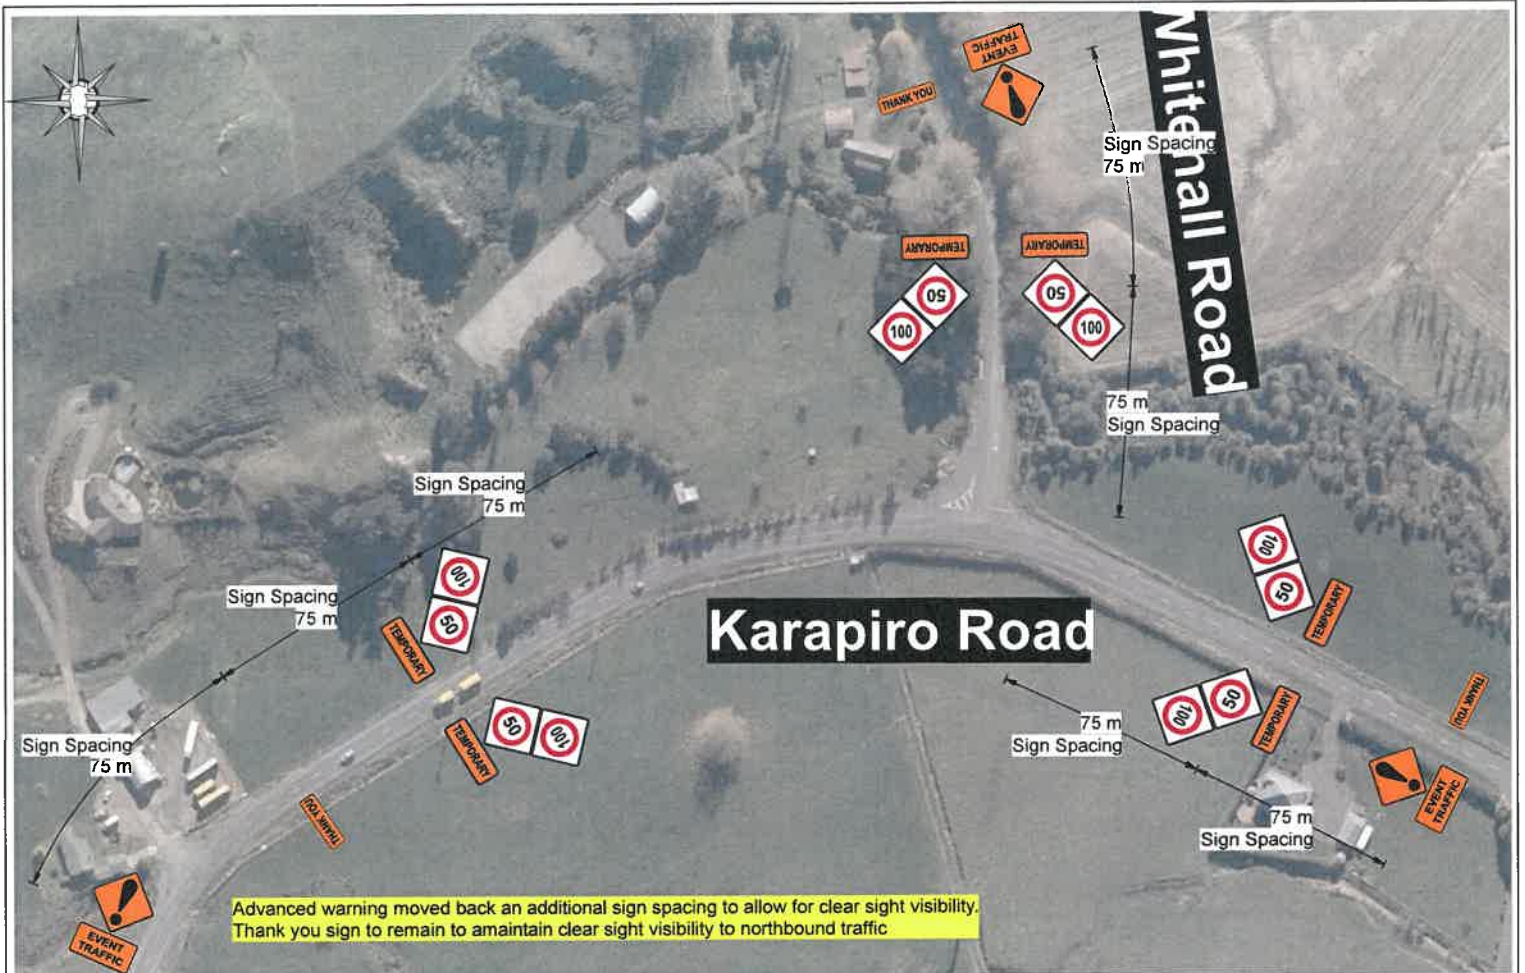 EVENT
TRAFFIC
THANK YOU
Whitehall Road
Sign Spacing
75 m
TEMPORARY
TEMPORARY
50
100
50
100
75 m
Sign Spacing
Sign Spacing
75 m
100
50
TEMPORARY
Sign Spacing
75 m
100
50
TEMPORARY
Karapiro Road
50
100
TEMPORARY
100
50
TEMPORARY
THANK YOU
75 m
Sign Spacing
Sign Spacing
75 m
THANK YOU
EVENT
TRAFFIC
75 m
Sign Spacing
EVENT
TRAFFIC
Advanced warning moved back an additional sign spacing to allow for clear sight visibility.
Thank you sign to remain to amaintain clear sight visibility to northbound traffic